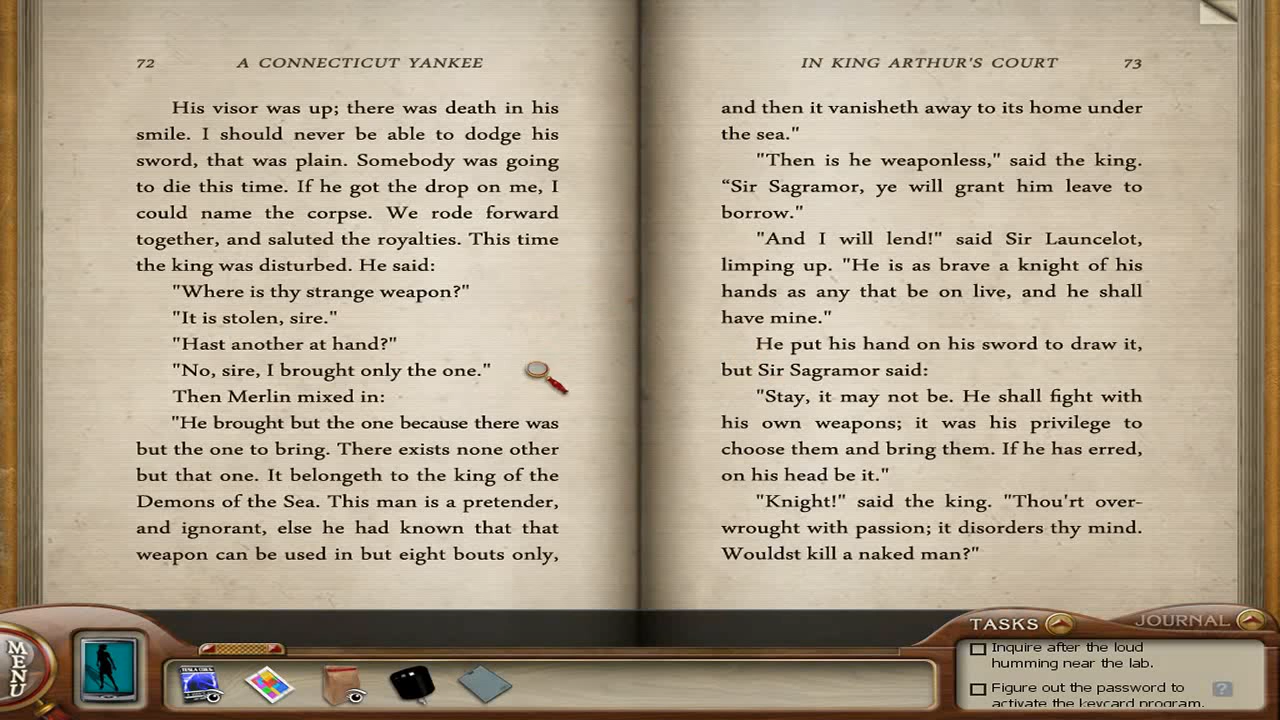 72 A CONNECTICUT YANKEE
His visor was up; there was death in his
smile. I should never be able to dodge his
sword, that was plain. Somebody was going
to die this time. If he got the drop on me, I
could name the corpse. We rode forward
together, and saluted the royalties. This time
the king was disturbed. He said:
"Where is thy strange weapon?"
"It is stolen, sire."
"Hast another at hand?"
"No, sire, I brought only the one."
Then Merlin mixed in:
"He brought but the one because there was
but the one to bring. There exists none other
but that one. It belongeth to the king of the
Demons of the Sea. This man is a pretender,
and ignorant, else he had known that that
weapon can be used in but eight bouts only,
IN KING ARTHUR'S COURT 73
and then it vanisheth away to its home under
the sea."
"Then is he weaponless," said the king.
“Sir Sagramor, ye will grant him leave to
borrow."
"And I will lend!" said Sir Launcelot,
limping up. "He is as brave a knight of his
hands as any that be on live, and he shall
have mine."
He put his hand on his sword to draw it,
but Sir Sagramor said:
"Stay, it may not be. He shall fight with
his own weapons; it was his privilege to
choose them and bring them. If he has erred,
on his head be it."
"Knight!" said the king. "Thou'rt over-
wrought with passion; it disorders thy mind.
Wouldst kill a naked man?"
MENU
TESLA COIL
TASKS
JOURNAL
Inquire after the loud
humming near the lab.
Figure out the password to
activate the keycard program.
?